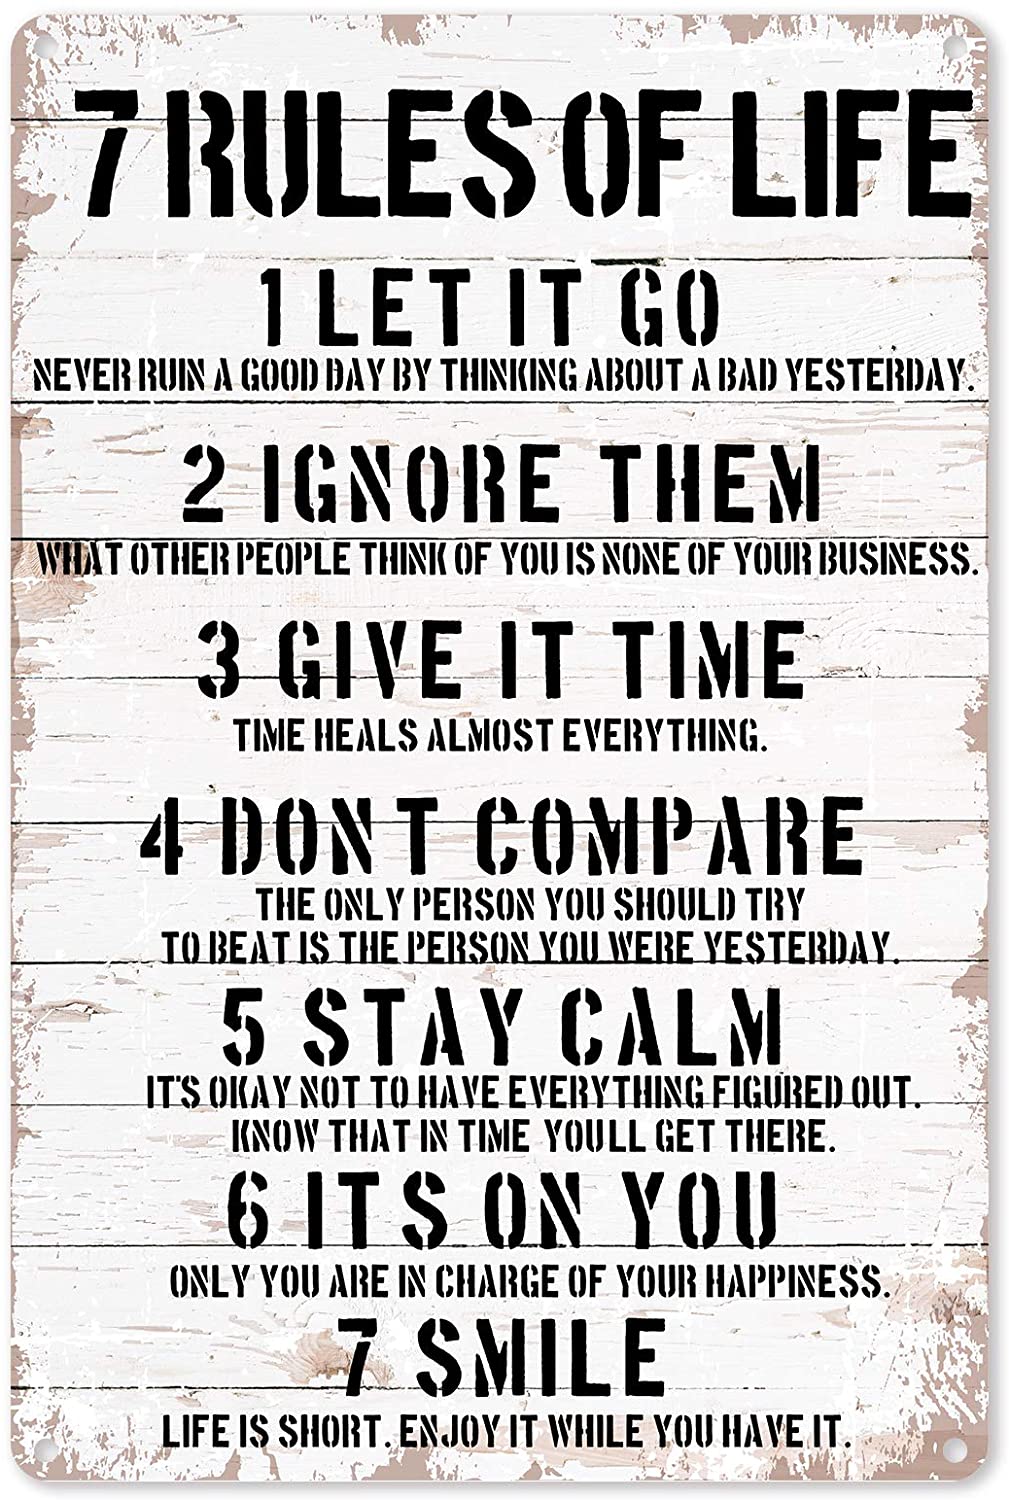 7 RULES OF LIFE
1 LET IT GO
NEVER RUIN A GOOD DAY BY THINKING ABOUT A BAD YESTERDAY.
2 IGNORE THEM
WHAT OTHER PEOPLE THINK OF YOU IS NONE OF YOUR BUSINESS.
3 GIVE IT TIME
TIME HEALS ALMOST EVERYTHING.
4 DON T COMPARE
THE ONLY PERSON YOU SHOULD TRY
TO BEAT IS THE PERSON YOU WERE YESTERDAY.
5 STAY CALM
IT'S OKAY NOT TO HAVE EVERYTHING FIGURED OUT.
KNOW THAT IN TIME YOULL GET THERE.
6 IT S ON YOU
ONLY YOU ARE IN CHARGE OF YOUR HAPPINESS.
7 SMILE
LIFE IS SHORT. ENJOY IT WHILE YOU HAVE IT.